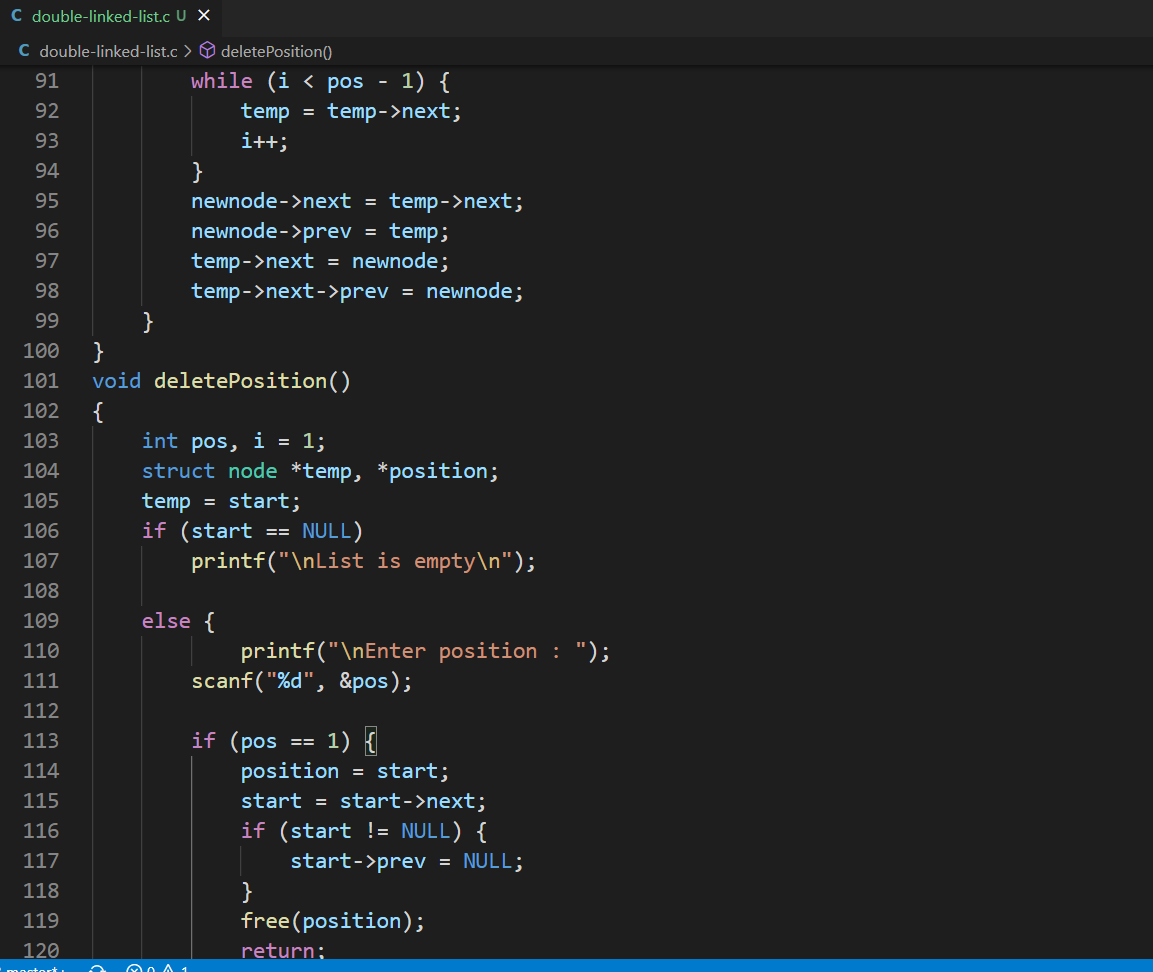 C double-linked-list.c U ×
C double-linked-list.c > deletePosition()
91 while (i < pos - 1) {
92 temp = temp->next;
93 i++;
94 }
95 newnode->next = temp->next;
96 newnode->prev = temp;
97 temp->next = newnode;
98 temp->next->prev = newnode;
99 }
100 }
101 void deletePosition()
102 {
103 int pos, i = 1;
104 struct node *temp, *position;
105 temp = start;
106 if (start == NULL)
107 printf("\nList is empty\n");
108
109 else {
110 printf("\nEnter position : ");
111 scanf("%d", &pos);
112
113 if (pos == 1) {
114 position = start;
115 start = start->next;
116 if (start != NULL) {
117 start->prev = NULL;
118 }
119 free(position);
120 return;